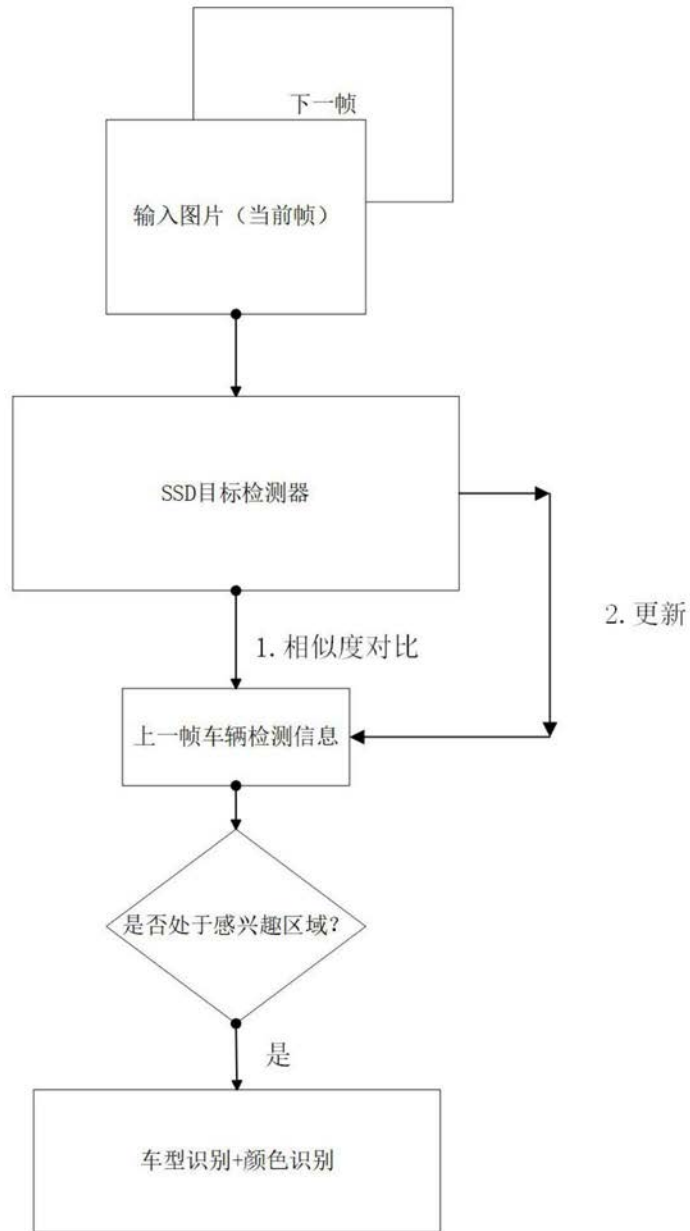 下一帧
输入图片（当前帧）
SSD目标检测器
1.相似度对比
2.更新
上一帧车辆检测信息
是否处于感兴趣区域？
是
车型识别+颜色识别